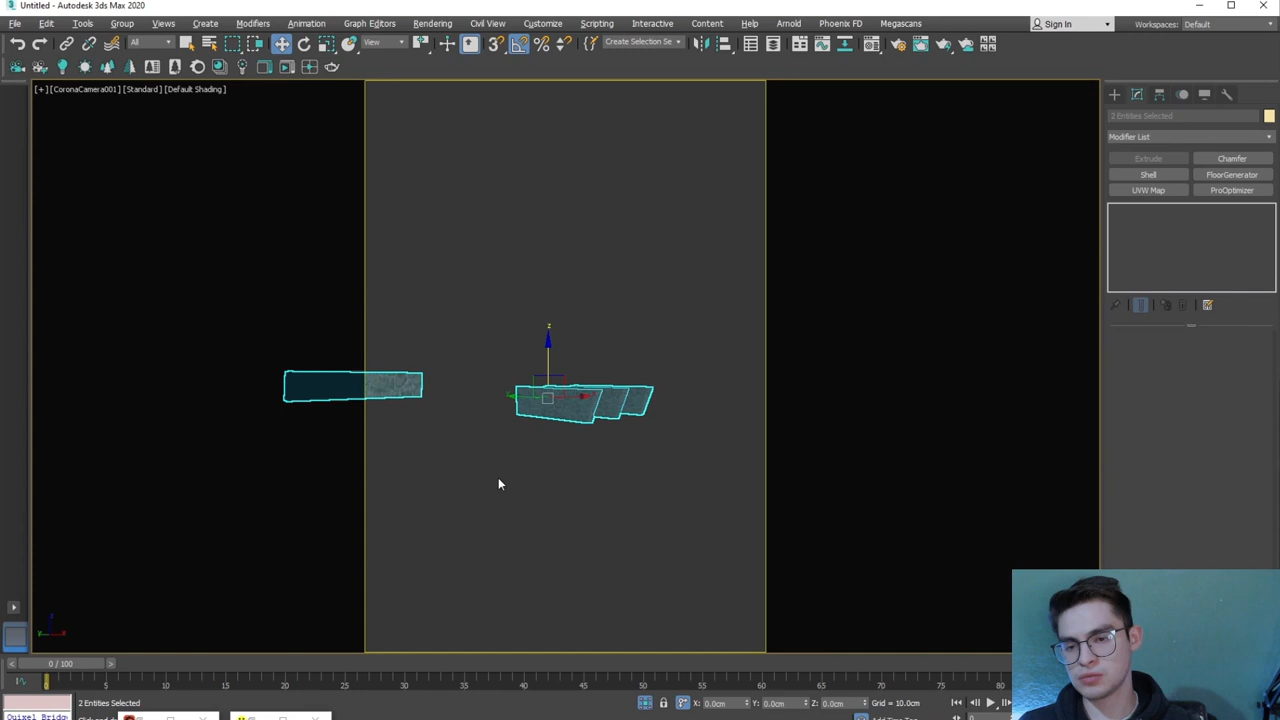 Untitled - Autodesk 3ds Max 2020
File Edit Tools Group Views Create Modifiers Animation Graph Editors Rendering Civil View Customize Scripting Interactive Content Help Arnold Phoenix FD Megascans
Sign In
Workspaces: Default
All
View
Create Selection Se
[+] [CoronaCamera001] [Standard] [Default Shading]
2 Entities Selected
Modifier List
Extrude Chamfer
Shell FloorGenerator
UVW Map ProOptimizer
z
0 / 100
0 5 10 15 20 25 30 35 40 45 50 55 60 65 70 75 80
2 Entities Selected
X: 0.0cm Y: 0.0cm Z: 0.0cm Grid = 10.0cm
Quixel Bridg